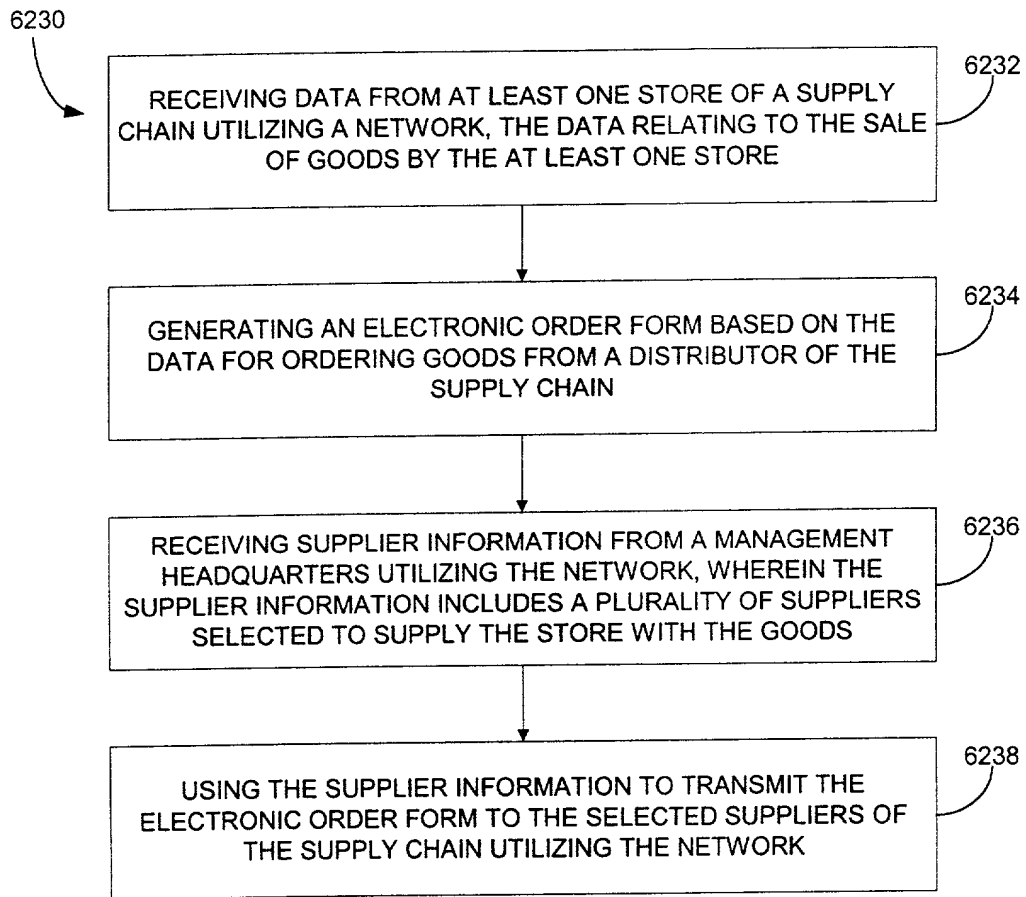 6230
6232
RECEIVING DATA FROM AT LEAST ONE STORE OF A SUPPLY
CHAIN UTILIZING A NETWORK, THE DATA RELATING TO THE SALE
OF GOODS BY THE AT LEAST ONE STORE
6234
GENERATING AN ELECTRONIC ORDER FORM BASED ON THE
DATA FOR ORDERING GOODS FROM A DISTRIBUTOR OF THE
SUPPLY CHAIN
6236
RECEIVING SUPPLIER INFORMATION FROM A MANAGEMENT
HEADQUARTERS UTILIZING THE NETWORK, WHEREIN THE
SUPPLIER INFORMATION INCLUDES A PLURALITY OF SUPPLIERS
SELECTED TO SUPPLY THE STORE WITH THE GOODS
6238
USING THE SUPPLIER INFORMATION TO TRANSMIT THE
ELECTRONIC ORDER FORM TO THE SELECTED SUPPLIERS OF
THE SUPPLY CHAIN UTILIZING THE NETWORK